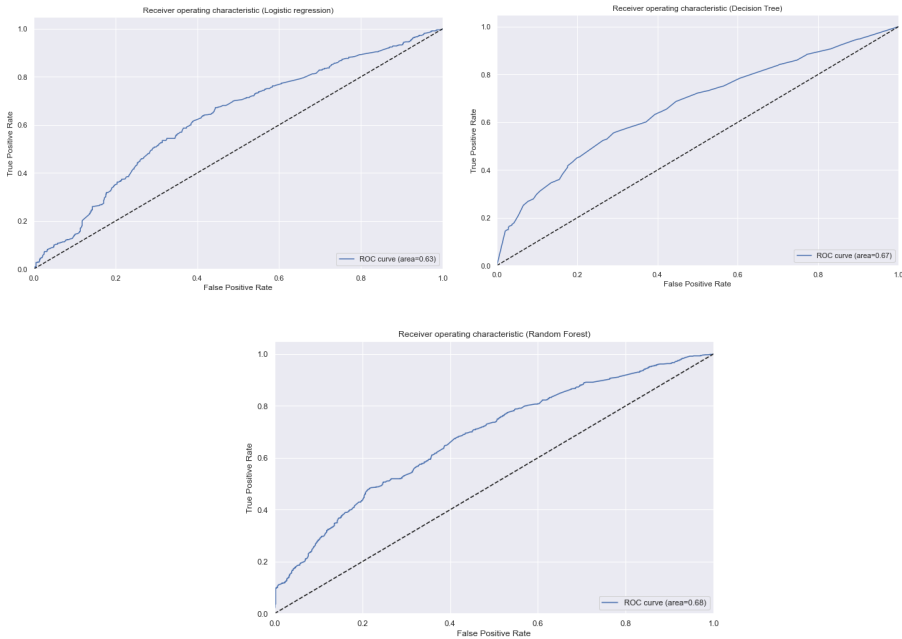 Receiver operating characteristic (Logistic regression)
1.0
0.8
0.6
0.4
0.2
0.0
True Positive Rate
0.0 0.2 0.4 0.6 0.8 1.0
False Positive Rate
ROC curve (area=0.63)
Receiver operating characteristic (Decision Tree)
1.0
0.8
0.6
0.4
0.2
0.0
True Positive Rate
0.0 0.2 0.4 0.6 0.8 1.0
False Positive Rate
ROC curve (area=0.67)
Receiver operating characteristic (Random Forest)
1.0
0.8
0.6
0.4
0.2
0.0
True Positive Rate
0.0 0.2 0.4 0.6 0.8 1.0
False Positive Rate
ROC curve (area=0.68)